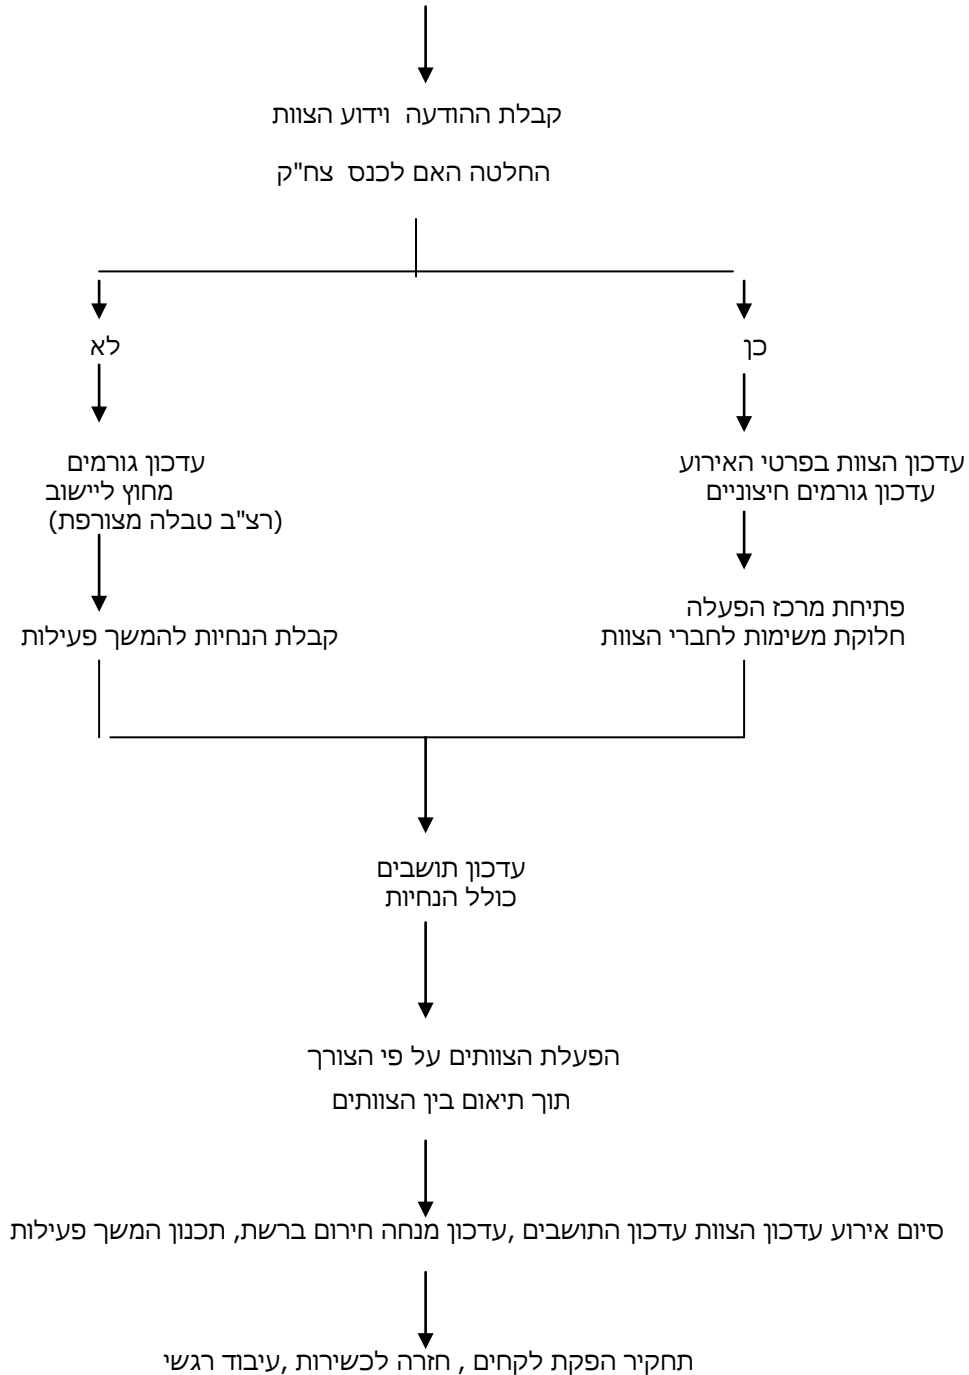 קבלת ההודעה וידוע הצוות
החלטה האם לכנס צח"ק
כן
עדכון הצוות בפרטי האירוע
עדכון גורמים חיצוניים
פתיחת מרכז הפעלה
חלוקת משימות לחברי הצוות
לא
עדכון גורמים
מחוץ ליישוב
(רצ"ב טבלה מצורפת)
קבלת הנחיות להמשך פעילות
עדכון תושבים
כולל הנחיות
הפעלת הצוותים על פי הצורך
תוך תיאום בין הצוותים
סיום אירוע עדכון הצוות עדכון התושבים ,עדכון מנחה חירום ברשת, תכנון המשך פעילות
תחקיר הפקת לקחים , חזרה לכשירות ,עיבוד רגשי